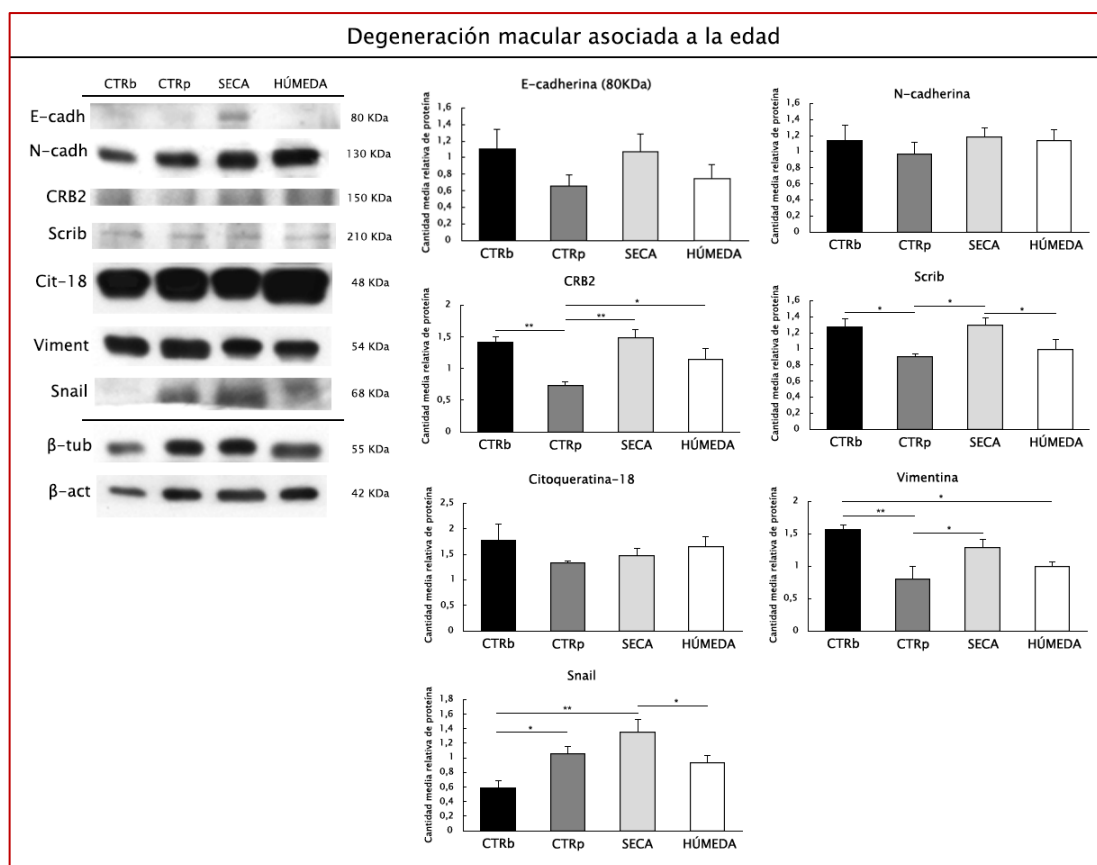 Degeneración macular asociada a la edad
CTRb CTRp SECA HÚMEDA
E-cadh 80 KDa
N-cadh 130 KDa
CRB2 150 KDa
Scrib 210 KDa
Cit-18 48 KDa
Viment 54 KDa
Snail 68 KDa
β-tub 55 KDa
β-act 42 KDa
E-cadherina (80KDa)
Cantidad media relativa de proteína
1,6
1,4
1,2
1
0,8
0,6
0,4
0,2
0
CTRb CTRp SECA HÚMEDA
N-cadherina
Cantidad media relativa de proteína
1,6
1,4
1,2
1
0,8
0,6
0,4
0,2
0
CTRb CTRp SECA HÚMEDA
CRB2
Cantidad media relativa de proteína
2
1,5
1
0,5
0
*
** **
CTRb CTRp SECA HÚMEDA
Scrib
Cantidad media relativa de proteína
1,6
1,4
1,2
1
0,8
0,6
0,4
0,2
0
* * *
CTRb CTRp SECA HÚMEDA
Citoqueratina-18
Cantidad media relativa de proteína
2,5
2
1,5
1
0,5
0
CTRb CTRp SECA HÚMEDA
Vimentina
Cantidad media relativa de proteína
2
1,5
1
0,5
0
*
**
*
CTRb CTRp SECA HÚMEDA
Snail
Cantidad media relativa de proteína
1,8
1,6
1,4
1,2
1
0,8
0,6
0,4
0,2
0
** *
*
CTRb CTRp SECA HÚMEDA